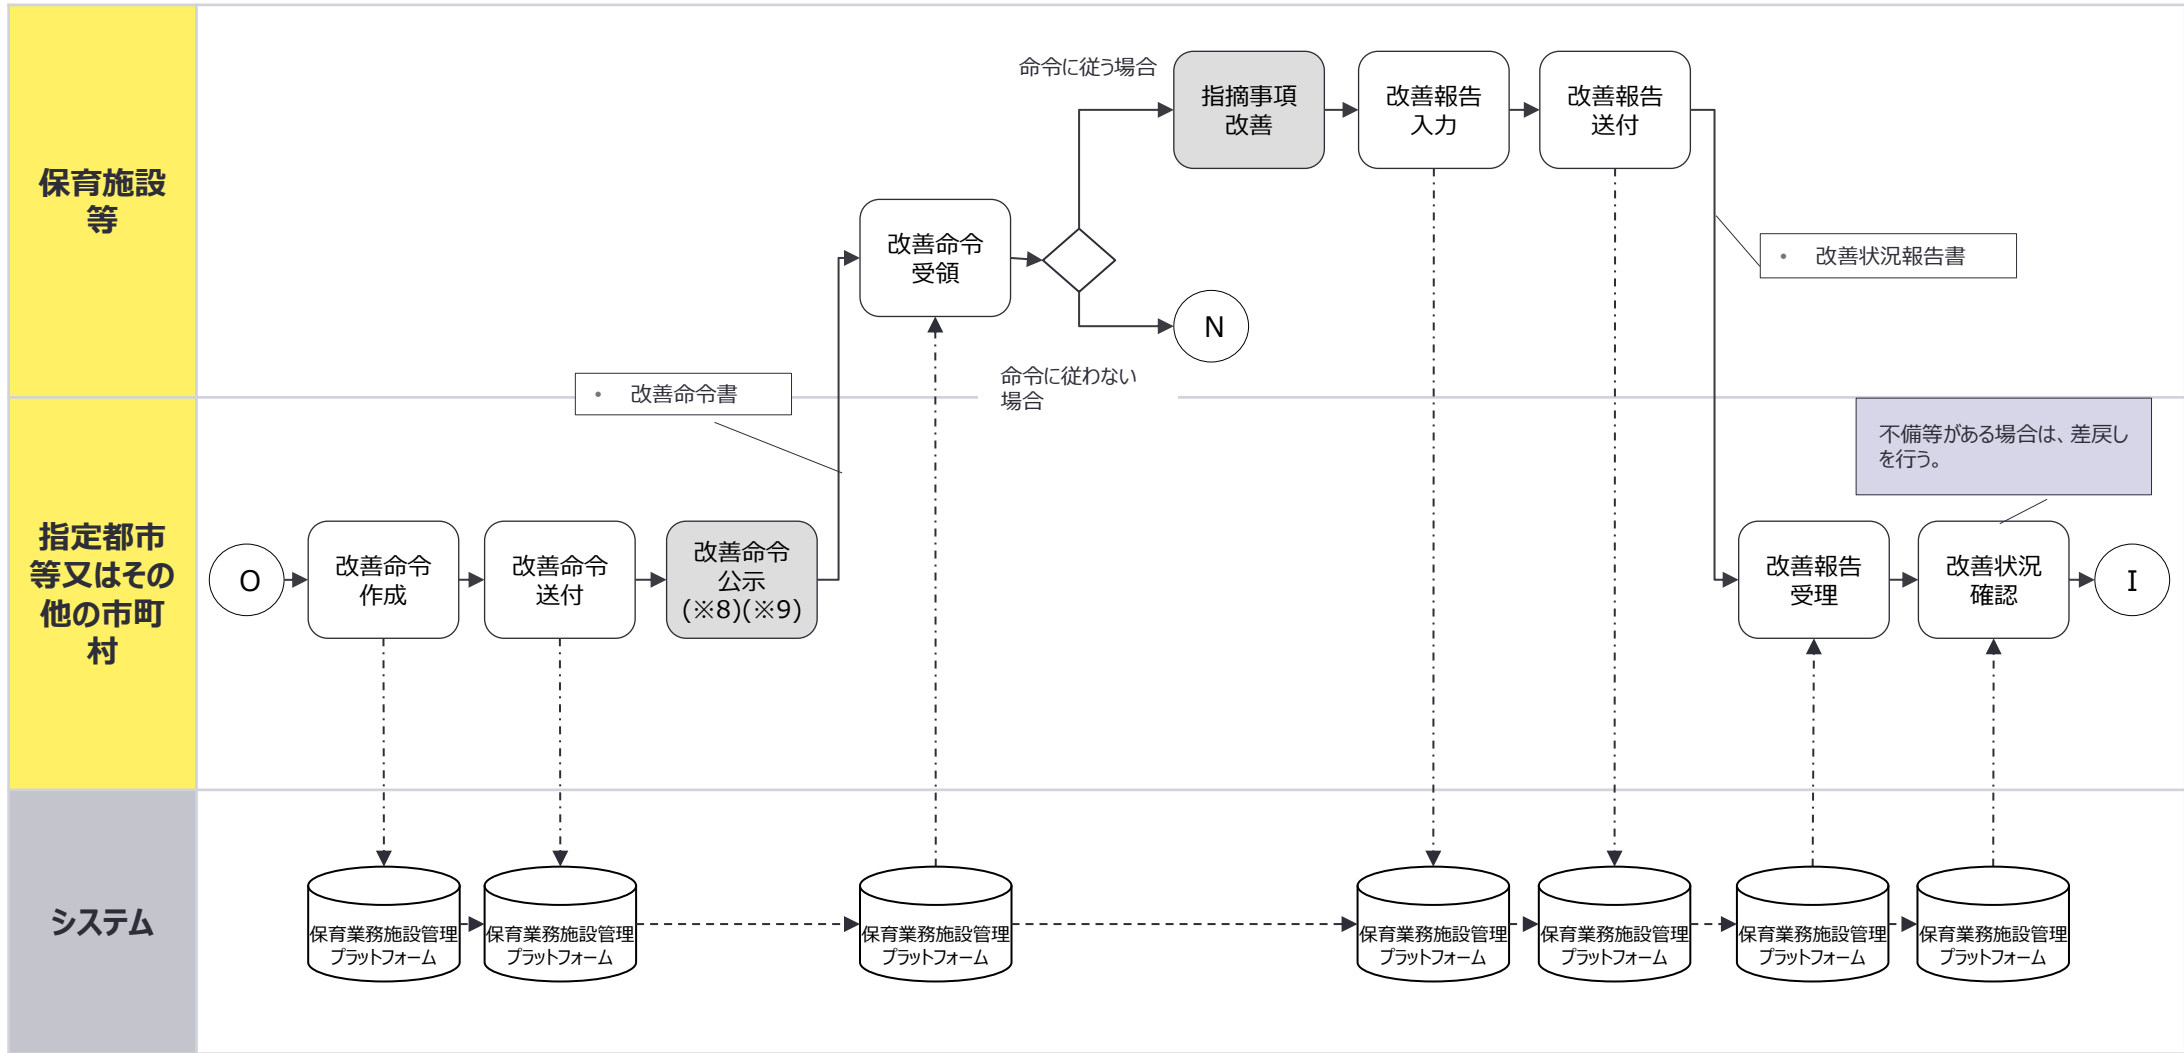 保育施設
等
命令に従う場合
指摘事項
改善
改善報告
入力
改善報告
送付
改善命令
受領
• 改善状況報告書
N
命令に従わない
場合
• 改善命令書
指定都市
等又はその
他の市町
村
不備等がある場合は、差戻し
を行う。
O
改善命令
作成
改善命令
送付
改善命令
公示
(※8)(※9)
改善報告
受理
改善状況
確認
I
システム
保育業務施設管理
プラットフォーム
保育業務施設管理
プラットフォーム
保育業務施設管理
プラットフォーム
保育業務施設管理
プラットフォーム
保育業務施設管理
プラットフォーム
保育業務施設管理
プラットフォーム
保育業務施設管理
プラットフォーム